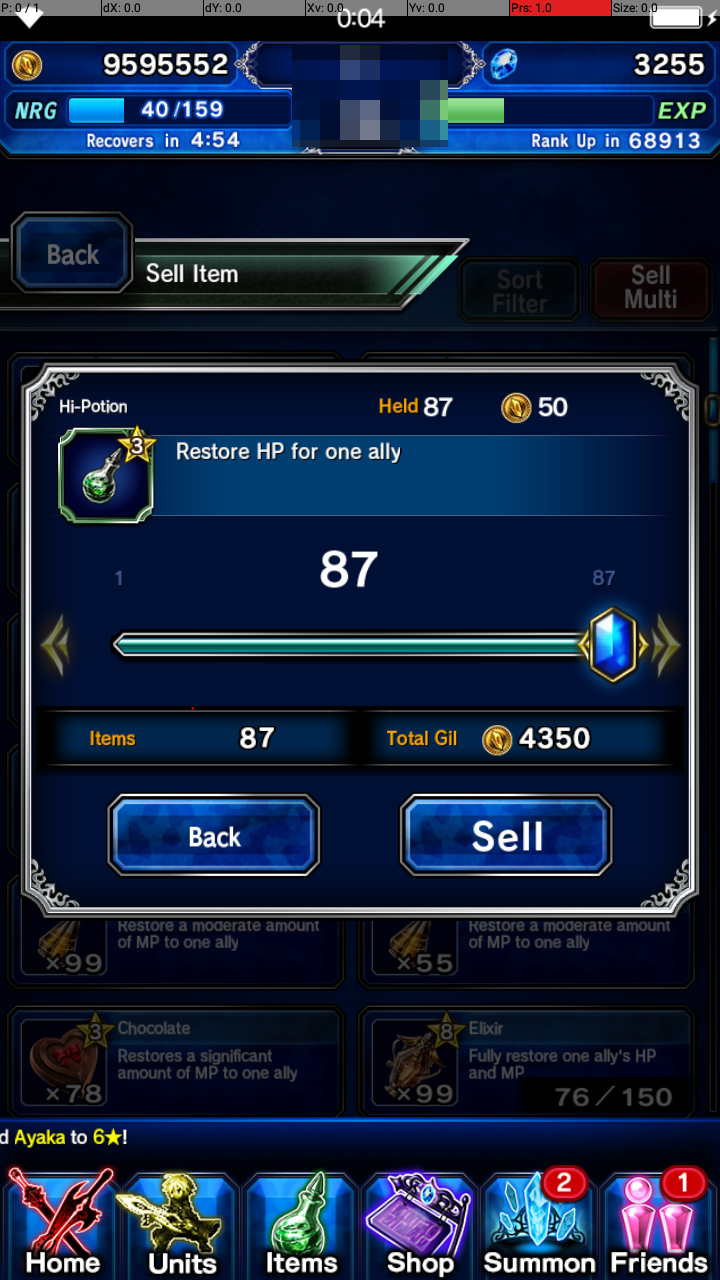 P: 0 / 1 dX: 0.0 dY: 0.0 Xv: 0.0 Yv: 0.0 Prs: 1.0 Size: 0.0
0:04
9595552 3255
NRG 40/159 EXP
Recovers in 4:54 Rank Up in 68913
Back
Sell Item
Sort Filter
Sell Multi
Hi-Potion Held 87 50
3
Restore HP for one ally
87
1 87
Items 87 Total Gil 4350
Back Sell
Restore a moderate amount
of MP to one ally
×99
Restore a moderate amount
of MP to one ally
×55
3 Chocolate
Restores a significant
amount of MP to one ally
×78
8 Elixir
Fully restore one ally's HP
and MP
×99
76/150
d Ayaka to 6★!
2 1
Home Units Items Shop Summon Friends